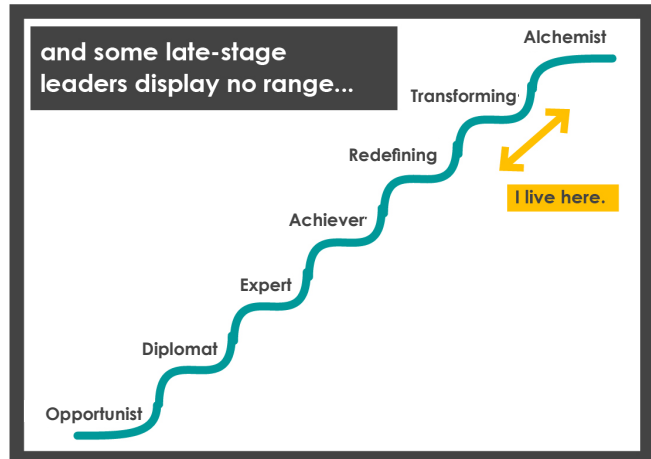 and some late-stage
leaders display no range...
Alchemist
Transforming
Redefining
I live here.
Achiever
Expert
Diplomat
Opportunist